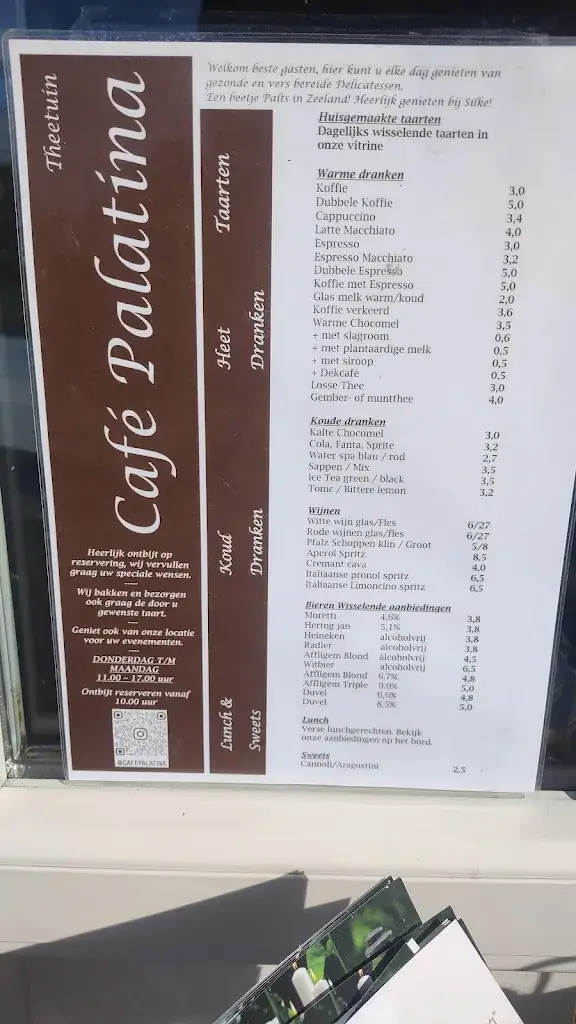 Theetuin
Café Palatina
Heerlijk ontbijt op
reservering, wij vervullen
graag uw speciale wensen.
Wij bakken en bezorgen
ook graag de door u
gewenste taart.
Geniet ook van onze locatie
voor uw evenementen.
DONDERDAG T/M
MAANDAG
11.00 – 17.00 uur
Ontbijt reserveren vanaf
10.00 uur
@CAFEPALATINA
Taarten
Heet
Dranken
Koud
Dranken
Lunch &
Sweets
Welkom beste gasten, hier kunt u elke dag genieten van
gezonde en vers bereide Delicatessen.
Een beetje Palts in Zeeland! Heerlijk genieten bij Silke!
Huisgemaakte taarten
Dagelijks wisselende taarten in
onze vitrine
Warme dranken
Koffie 3,0
Dubbele Koffie 5,0
Cappuccino 3,4
Latte Macchiato 4,0
Espresso 3,0
Espresso Macchiato 3,2
Dubbele Espresso 5,0
Koffie met Espresso 5,0
Glas melk warm/koud 2,0
Koffie verkeerd 3,6
Warme Chocomel 3,5
+ met slagroom 0,6
+ met plantaardige melk 0,5
+ met siroop 0,5
+ Dekcafé 0,5
Losse Thee 3,0
Gember- of muntthee 4,0
Koude dranken
Kalte Chocomel 3,0
Cola, Fanta, Sprite 3,2
Water spa blau / rod 2,7
Sappen / Mix 3,5
Ice Tea green / black 3,5
Tonic / Bittere lemon 3,2
Wijnen
Witte wijn glas/Fles 6/27
Rode wijnen glas/fles 6/27
Pfalz Schoppen klin / Groot 5/8
Aperol Spritz 8,5
Cremant cava 4,0
Italiaanse pronol spritz 6,5
Italiaanse Limoncino spritz 6,5
Bieren Wisselende aanbiedingen
Moretti 4,6% 3,8
Hertog jan 5,1% 3,8
Heineken alcoholvrij 3,8
Radler alcoholvrij 3,8
Affligem Blond alcoholvrij 4,5
Witbier alcoholvrij 6,5
Affligem Blond 6,7% 4,8
Affligem Triple 9,0% 5,0
Duvel 6,6% 4,8
Duvel 8,5% 5,0
Lunch
Verse lunchgerechten. Bekijk
onze aanbiedingen op het bord.
Sweets
Cannoli/Aragostini 2,5